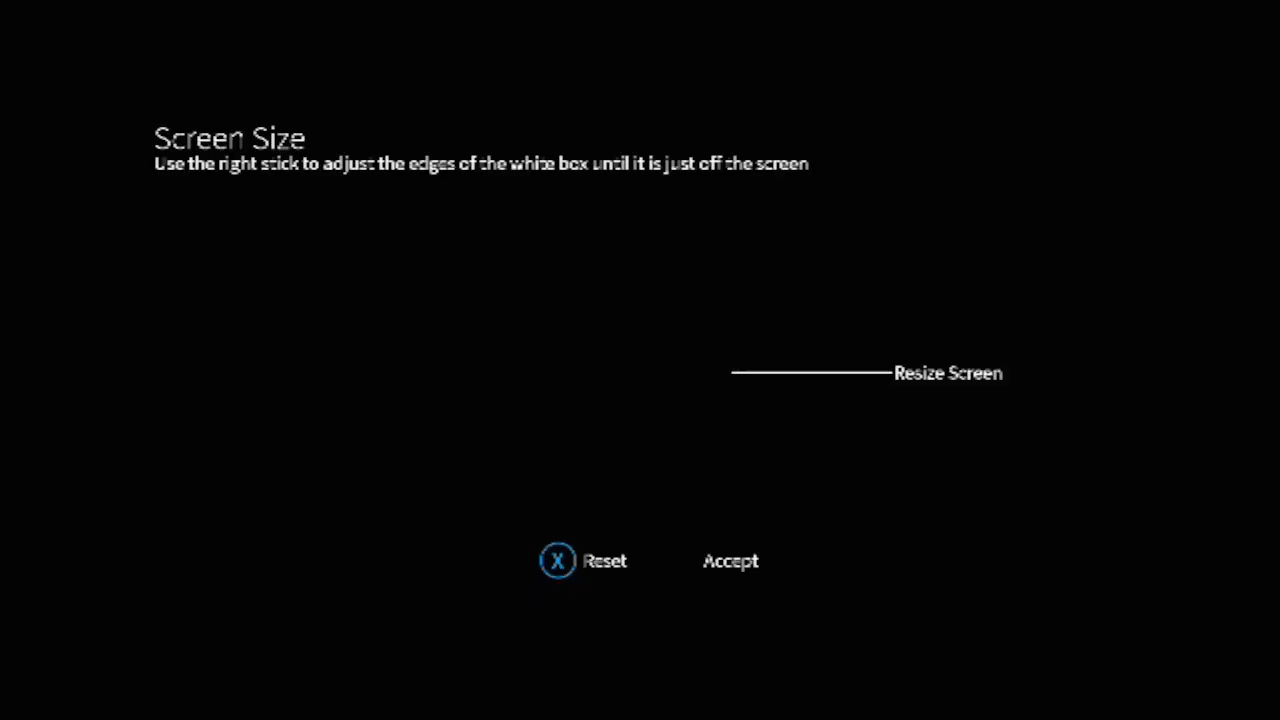 Screen Size
Use the right stick to adjust the edges of the white box until it is just off the screen
Resize Screen
X Reset Accept